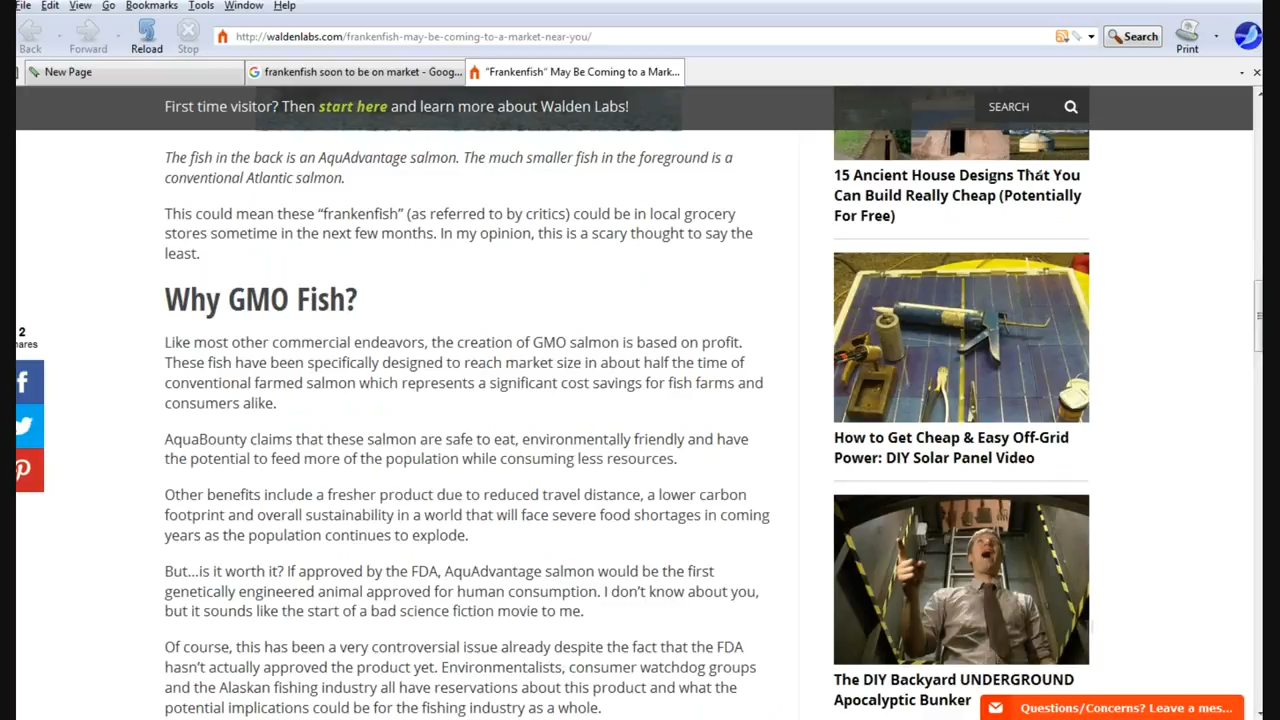 File Edit View Go Bookmarks Tools Window Help
Back Forward Reload Stop
http://waldenlabs.com/frankenfish-may-be-coming-to-a-market-near-you/
Search
Print
New Page
frankenfish soon to be on market - Goog...
"Frankenfish" May Be Coming to a Mark...
First time visitor? Then start here and learn more about Walden Labs!
SEARCH
The fish in the back is an AquAdvantage salmon. The much smaller fish in the foreground is a
conventional Atlantic salmon.
This could mean these “frankenfish” (as referred to by critics) could be in local grocery
stores sometime in the next few months. In my opinion, this is a scary thought to say the
least.
Why GMO Fish?
2
hares
Like most other commercial endeavors, the creation of GMO salmon is based on profit.
These fish have been specifically designed to reach market size in about half the time of
conventional farmed salmon which represents a significant cost savings for fish farms and
consumers alike.
AquaBounty claims that these salmon are safe to eat, environmentally friendly and have
the potential to feed more of the population while consuming less resources.
Other benefits include a fresher product due to reduced travel distance, a lower carbon
footprint and overall sustainability in a world that will face severe food shortages in coming
years as the population continues to explode.
But...is it worth it? If approved by the FDA, AquAdvantage salmon would be the first
genetically engineered animal approved for human consumption. I don’t know about you,
but it sounds like the start of a bad science fiction movie to me.
Of course, this has been a very controversial issue already despite the fact that the FDA
hasn’t actually approved the product yet. Environmentalists, consumer watchdog groups
and the Alaskan fishing industry all have reservations about this product and what the
potential implications could be for the fishing industry as a whole.
15 Ancient House Designs That You
Can Build Really Cheap (Potentially
For Free)
How to Get Cheap & Easy Off-Grid
Power: DIY Solar Panel Video
The DIY Backyard UNDERGROUND
Apocalyptic Bunker
Questions/Concerns? Leave a mes...